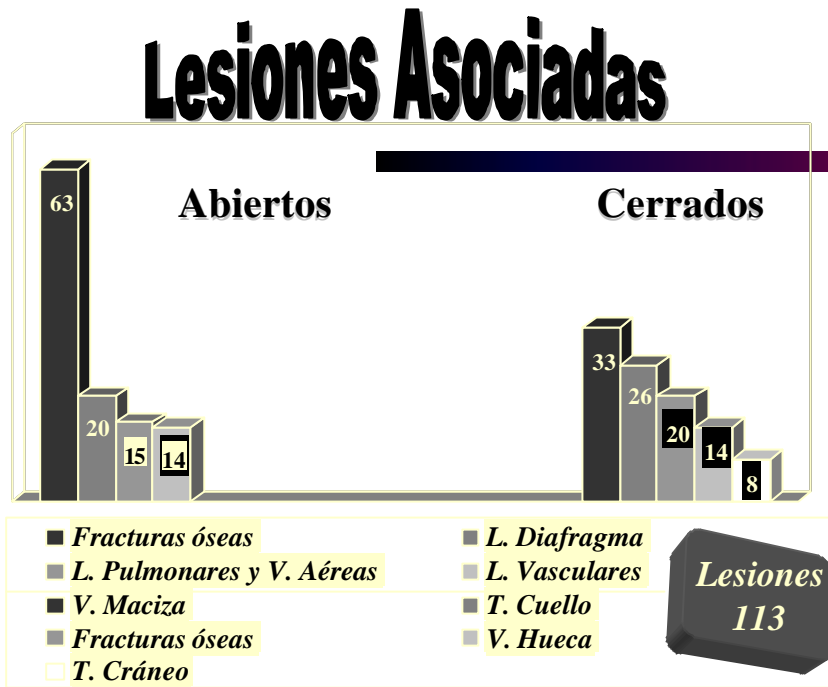 Lesiones Asociadas
Abiertos
Cerrados
63
20
15
14
33
26
20
14
8
Fracturas óseas
L. Diafragma
L. Pulmonares y V. Aéreas
L. Vasculares
V. Maciza
T. Cuello
Fracturas óseas
V. Hueca
T. Cráneo
Lesiones
113